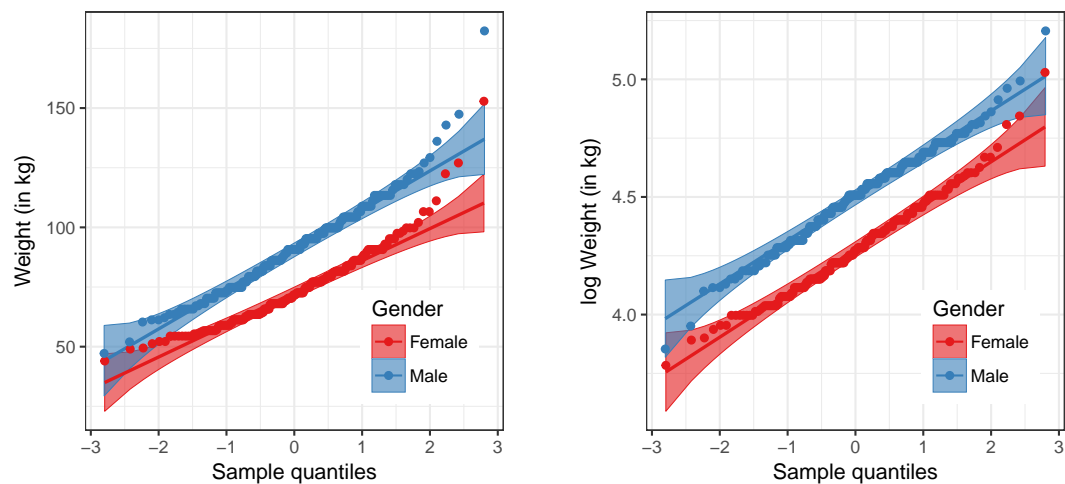 Weight (in kg)
150
100
50
−3 −2 −1 0 1 2 3
Sample quantiles
Gender
Female
Male
log Weight (in kg)
5.0
4.5
4.0
−3 −2 −1 0 1 2 3
Sample quantiles
Gender
Female
Male